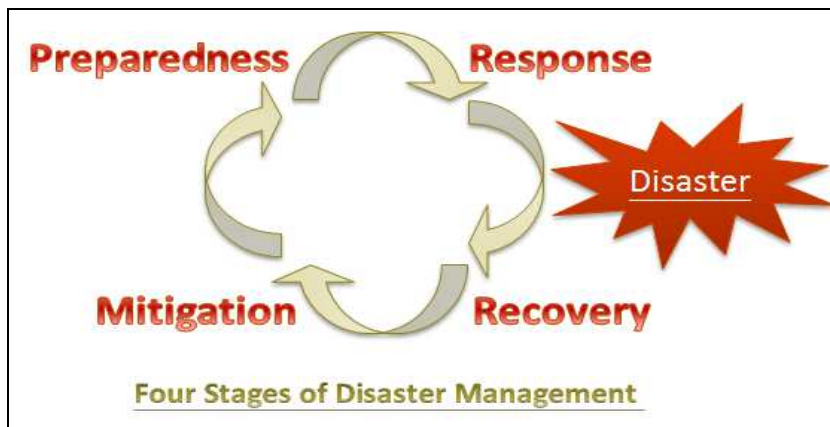 Preparedness
Response
Disaster
Mitigation
Recovery
Four Stages of Disaster Management